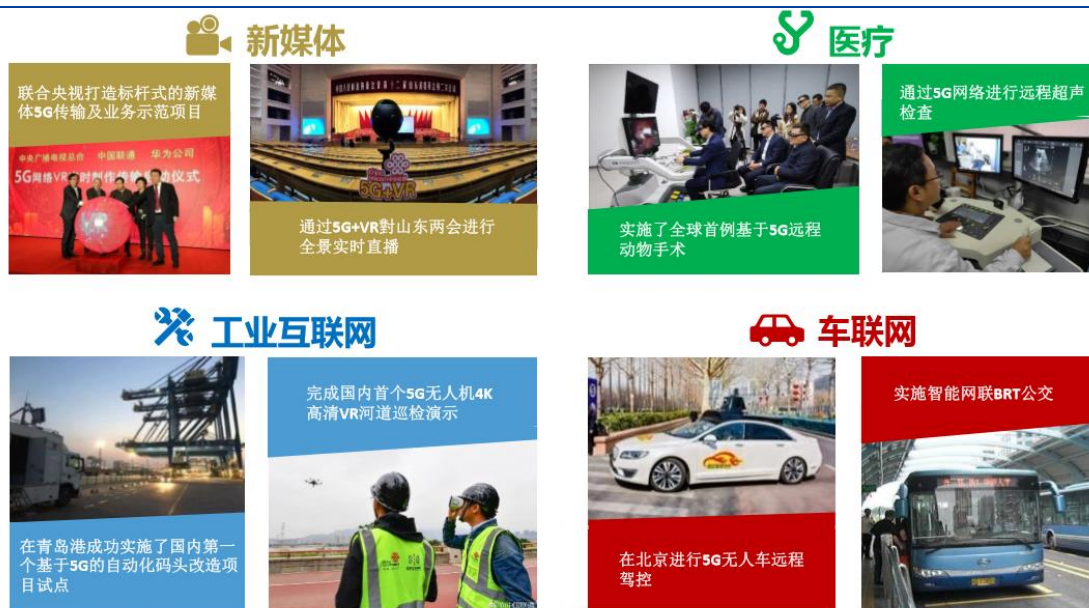 新媒体
联合央视打造标杆式的新媒
体5G传输及业务示范项目
中央广播电视总台 中国联通 华为公司
5G网络VR
仪式
5G+VR
通过5G+VR對山东两会进行
全景实时直播
医疗
实施了全球首例基于5G远程
动物手术
通过5G网络进行远程超声
检查
工业互联网
在青岛港成功实施了国内第一
个基于5G的自动化码头改造项
目试点
完成国内首个5G无人机4K
高清VR河道巡检演示
车联网
在北京进行5G无人车远程
驾控
实施智能网联BRT公交